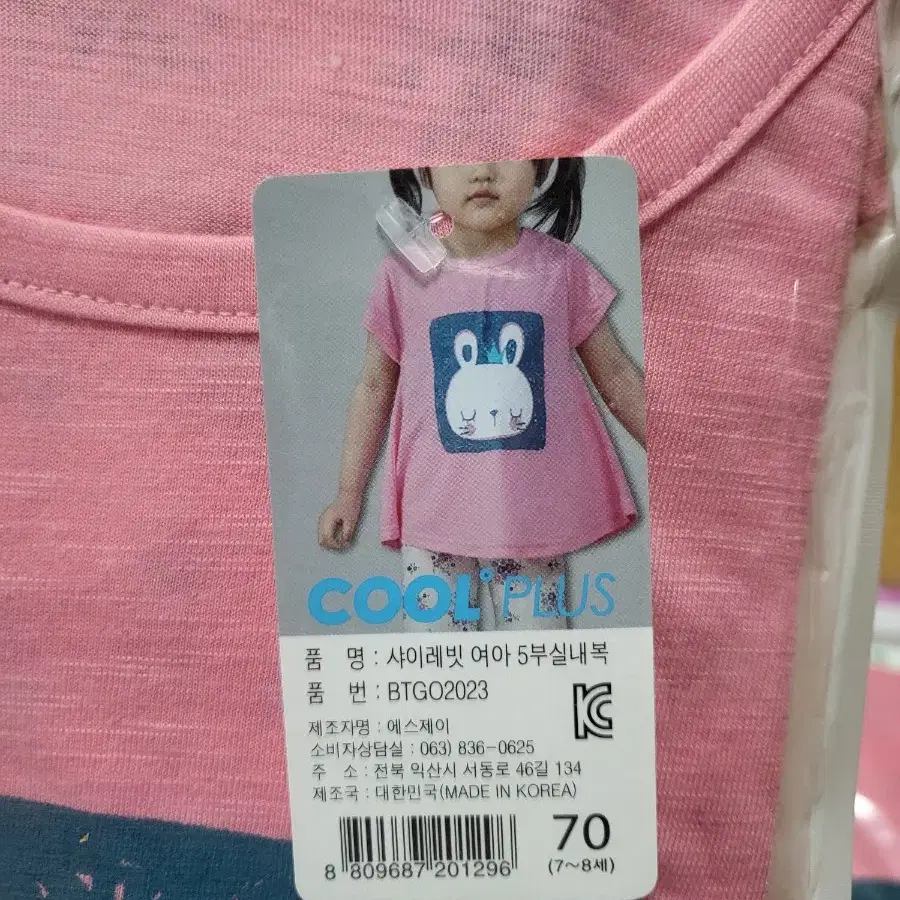 COOL° PLUS
품 명 : 샤이레빗 여아 5부실내복
품 번 : BTGO2023
제조자명 : 에스제이
소비자상담실 : 063) 836-0625
주 소 : 전북 익산시 서동로 46길 134
제조국 : 대한민국(MADE IN KOREA)
KC
8 809687 201296
70
(7~8세)